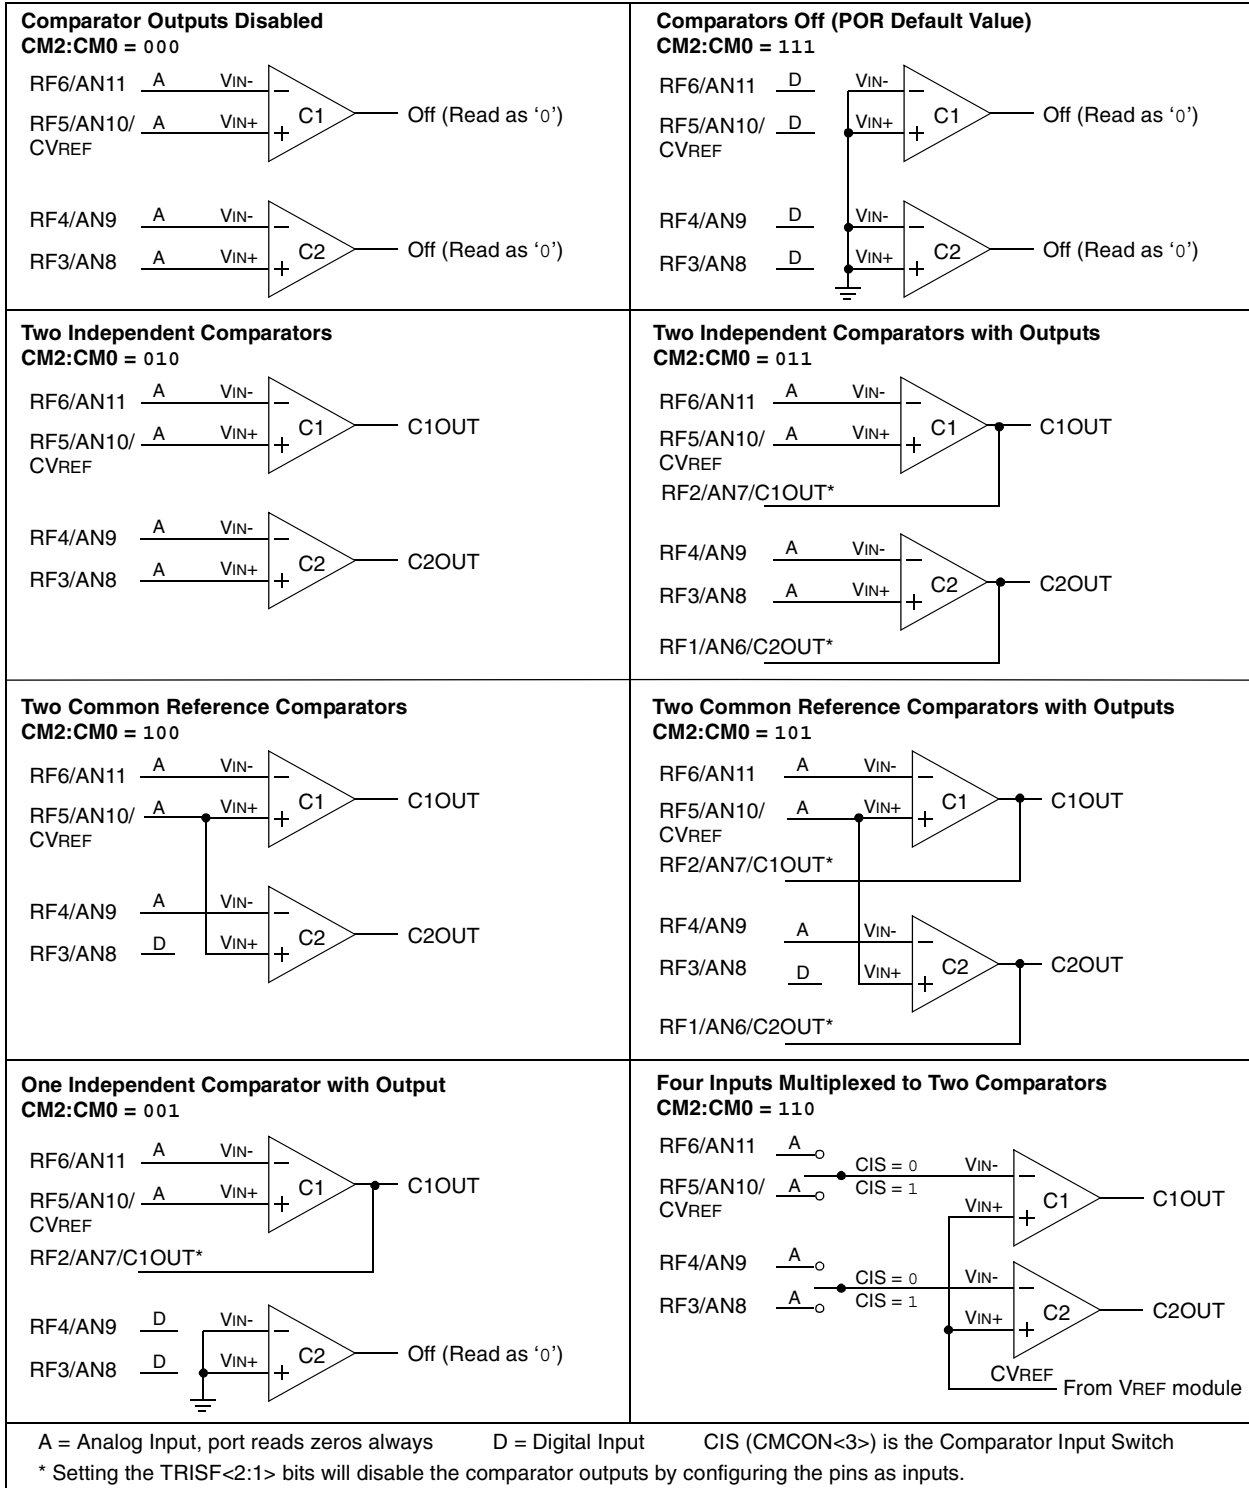 Comparator Outputs Disabled
CM2:CM0 = 000
RF6/AN11 A VIN-
C1 Off (Read as ‘0’)
RF5/AN10/ A VIN+
CVREF
RF4/AN9 A VIN-
C2 Off (Read as ‘0’)
RF3/AN8 A VIN+
Comparators Off (POR Default Value)
CM2:CM0 = 111
RF6/AN11 D VIN-
C1 Off (Read as ‘0’)
RF5/AN10/ D VIN+
CVREF
RF4/AN9 D VIN-
C2 Off (Read as ‘0’)
RF3/AN8 D VIN+
Two Independent Comparators
CM2:CM0 = 010
RF6/AN11 A VIN-
C1 C1OUT
RF5/AN10/ A VIN+
CVREF
RF4/AN9 A VIN-
C2 C2OUT
RF3/AN8 A VIN+
Two Independent Comparators with Outputs
CM2:CM0 = 011
RF6/AN11 A VIN-
C1 C1OUT
RF5/AN10/ A VIN+
CVREF
RF2/AN7/C1OUT*
RF4/AN9 A VIN-
C2 C2OUT
RF3/AN8 A VIN+
RF1/AN6/C2OUT*
Two Common Reference Comparators
CM2:CM0 = 100
RF6/AN11 A VIN-
C1 C1OUT
RF5/AN10/ A VIN+
CVREF
RF4/AN9 A VIN-
C2 C2OUT
RF3/AN8 D VIN+
Two Common Reference Comparators with Outputs
CM2:CM0 = 101
RF6/AN11 A VIN-
C1 C1OUT
RF5/AN10/ A VIN+
CVREF
RF2/AN7/C1OUT*
RF4/AN9 A VIN-
C2 C2OUT
RF3/AN8 D VIN+
RF1/AN6/C2OUT*
One Independent Comparator with Output
CM2:CM0 = 001
RF6/AN11 A VIN-
C1 C1OUT
RF5/AN10/ A VIN+
CVREF
RF2/AN7/C1OUT*
RF4/AN9 D VIN-
C2 Off (Read as ‘0’)
RF3/AN8 D VIN+
Four Inputs Multiplexed to Two Comparators
CM2:CM0 = 110
RF6/AN11 A
CIS = 0 VIN-
RF5/AN10/ A CIS = 1
CVREF
C1 C1OUT
VIN+
RF4/AN9 A
CIS = 0 VIN-
RF3/AN8 A CIS = 1
C2 C2OUT
VIN+
CVREF
From VREF module
A = Analog Input, port reads zeros always D = Digital Input CIS (CMCON<3>) is the Comparator Input Switch
* Setting the TRISF<2:1> bits will disable the comparator outputs by configuring the pins as inputs.